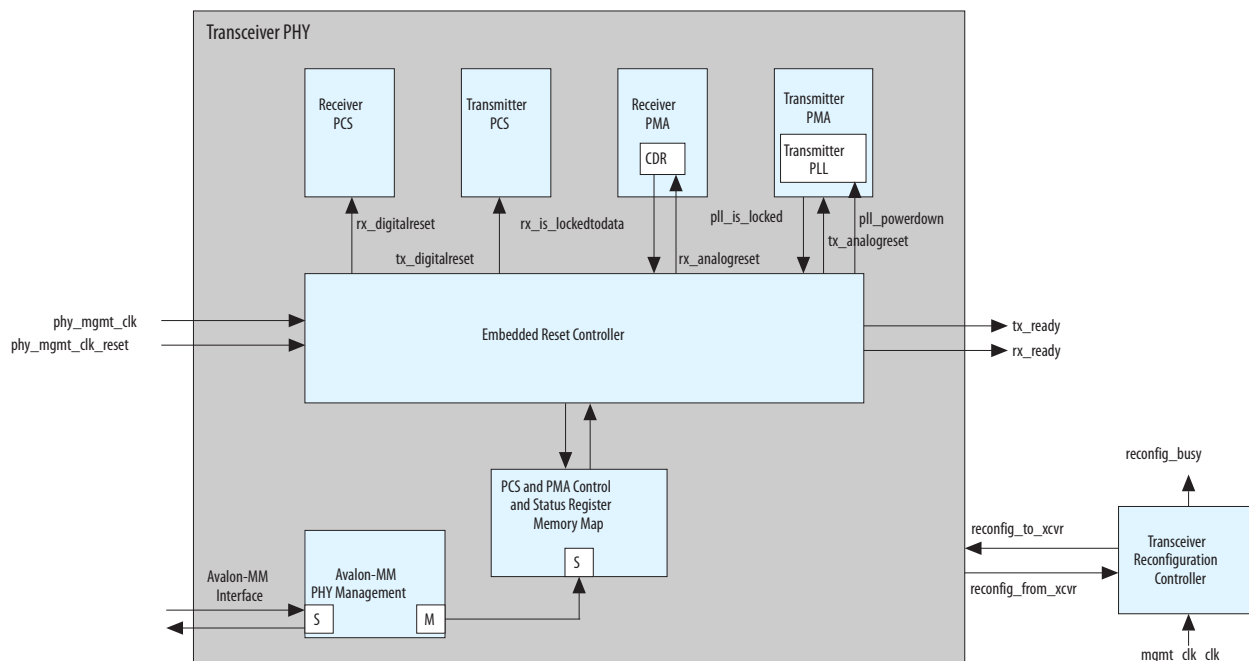 Transceiver PHY
Receiver
PCS
Transmitter
PCS
Receiver
PMA
CDR
Transmitter
PMA
Transmitter
PLL
rx_digitalreset
tx_digitalreset
rx_is_lockedtodata
rx_analogreset
pll_is_locked
pll_powerdown
tx_analogreset
phy_mgmt_clk
phy_mgmt_clk_reset
Embedded Reset Controller
tx_ready
rx_ready
PCS and PMA Control
and Status Register
Memory Map
S
Avalon-MM
Interface
Avalon-MM
PHY Management
S
M
reconfig_busy
reconfig_to_xcvr
reconfig_from_xcvr
Transceiver
Reconfiguration
Controller
mgmt_clk_clk